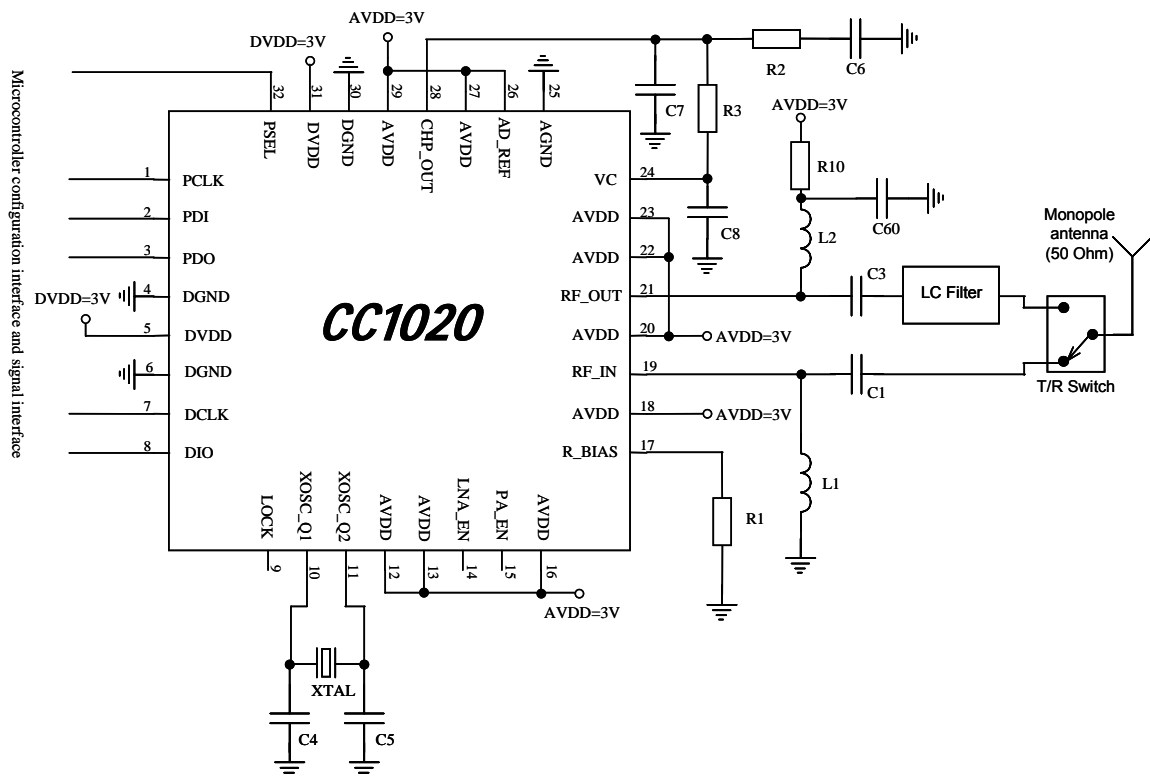 AVDD=3V
DVDD=3V
Microcontroller configuration interface and signal interface
32
31
30
29
28
27
26
25
PSEL
DVDD
DGND
AVDD
CHP_OUT
AVDD
AD_REF
AGND
R2
C6
C7
R3
AVDD=3V
R10
C60
L2
C8
1 PCLK
2 PDI
3 PDO
4 DGND
DVDD=3V
5 DVDD
6 DGND
7 DCLK
8 DIO
CC1020
VC 24
AVDD 23
AVDD 22
RF_OUT 21
AVDD 20
AVDD=3V
RF_IN 19
AVDD 18
AVDD=3V
R_BIAS 17
C3
LC Filter
Monopole
antenna
(50 Ohm)
T/R Switch
C1
L1
R1
LOCK
XOSC_Q1
XOSC_Q2
AVDD
AVDD
LNA_EN
PA_EN
AVDD
9
10
11
12
13
14
15
16
AVDD=3V
XTAL
C4
C5